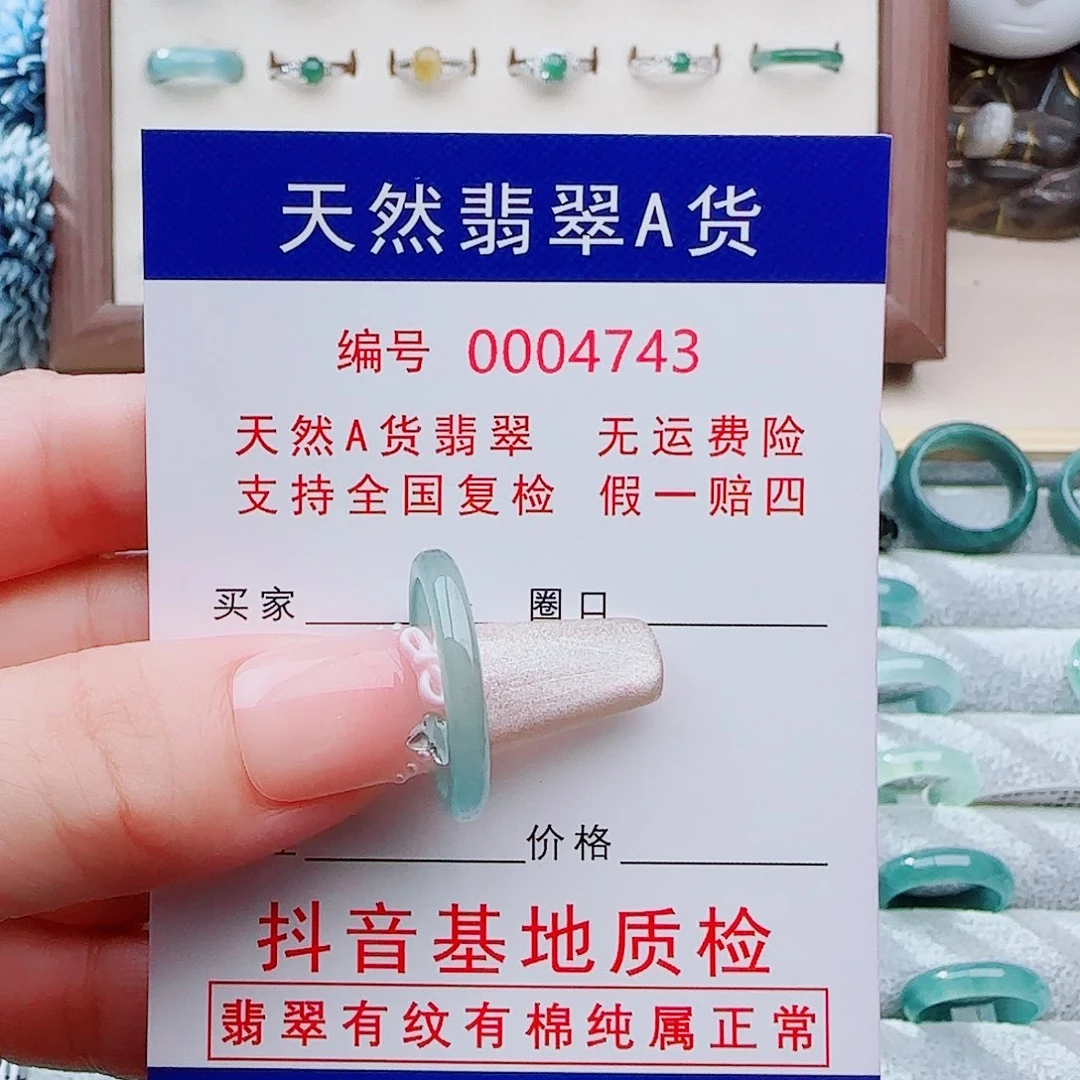 天然翡翠A货
编号 0004743
天然A货翡翠 无运费险
支持全国复检 假一赔四
买家 圈口
价格
抖音基地质检
翡翠有纹有棉纯属正常